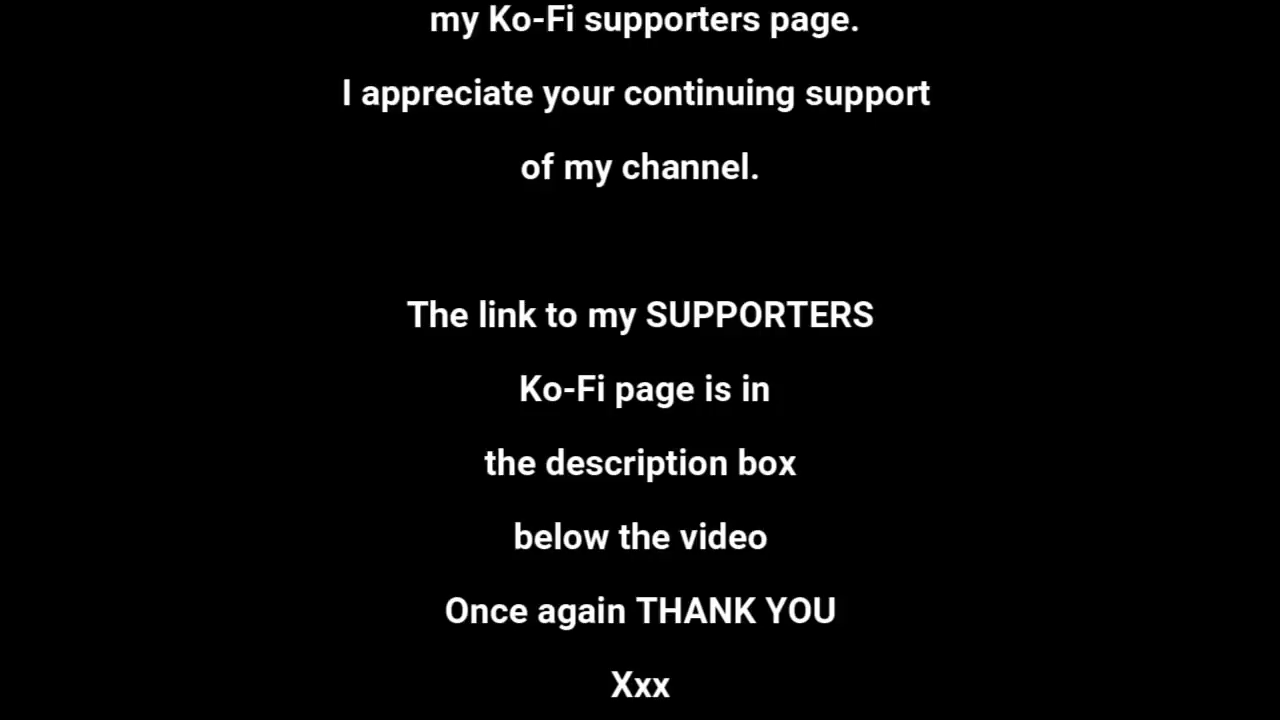 my Ko-Fi supporters page.
I appreciate your continuing support
of my channel.
The link to my SUPPORTERS
Ko-Fi page is in
the description box
below the video
Once again THANK YOU
Xxx